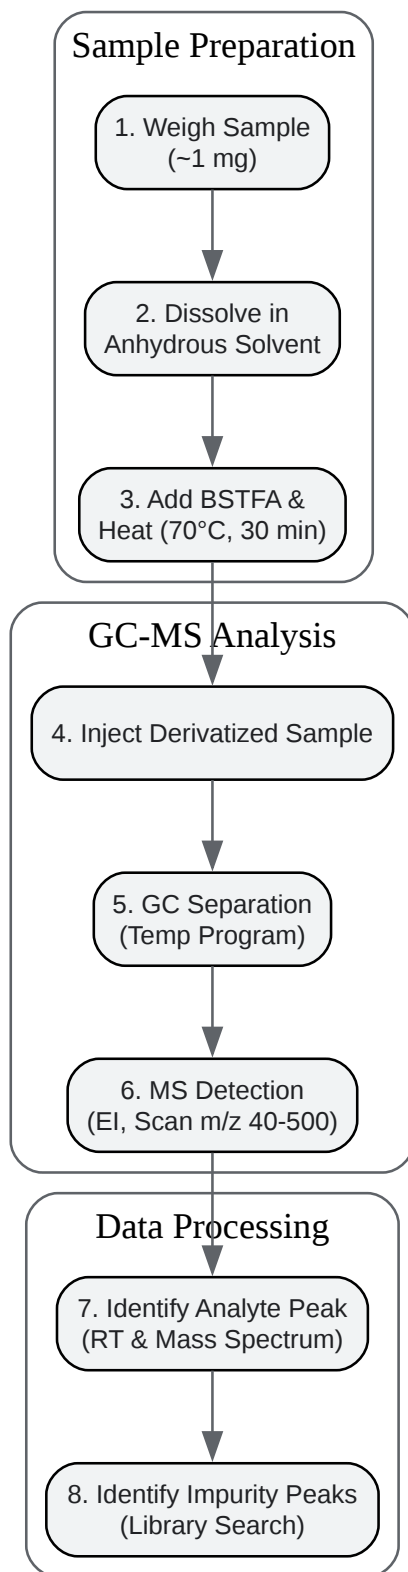 Sample Preparation
1. Weigh Sample
(~1 mg)
2. Dissolve in
Anhydrous Solvent
3. Add BSTFA &
Heat (70°C, 30 min)
GC-MS Analysis
4. Inject Derivatized Sample
5. GC Separation
(Temp Program)
6. MS Detection
(EI, Scan m/z 40-500)
Data Processing
7. Identify Analyte Peak
(RT & Mass Spectrum)
8. Identify Impurity Peaks
(Library Search)